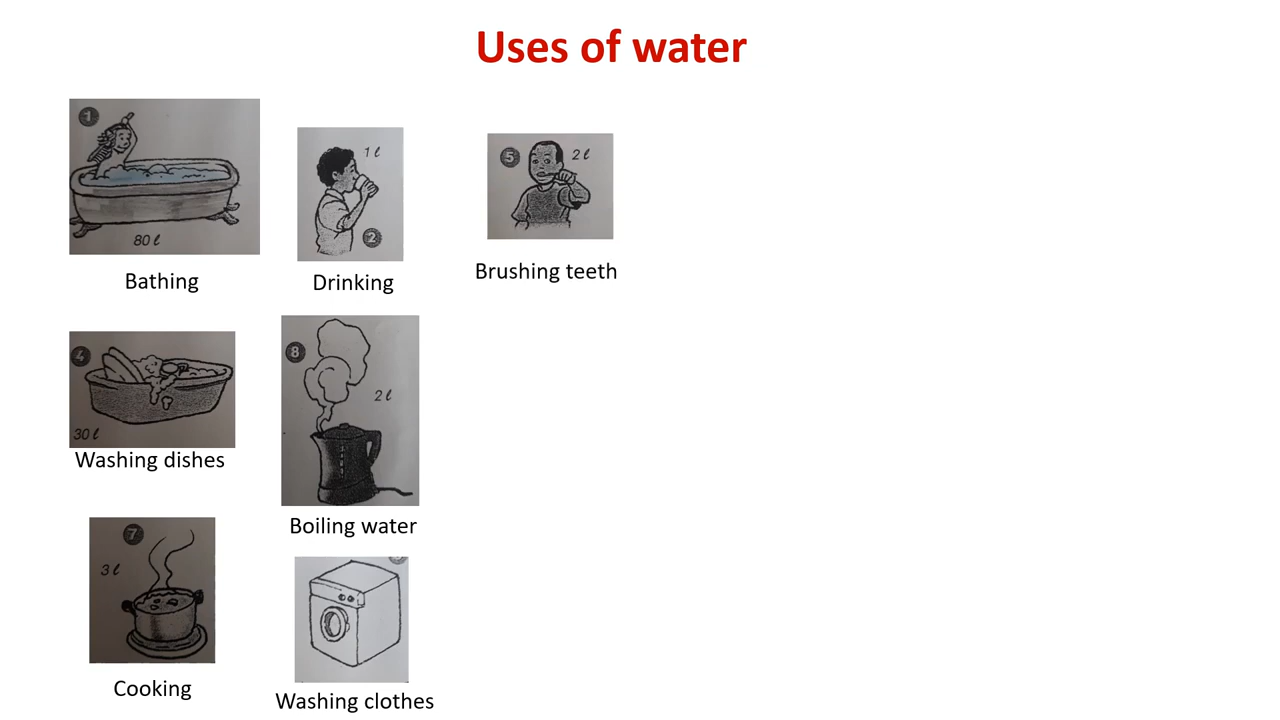 Uses of water
1
80 l
Bathing
1 l
2
Drinking
5
2 l
Brushing teeth
4
30 l
Washing dishes
8
2 l
Boiling water
7
3 l
Cooking
Washing clothes